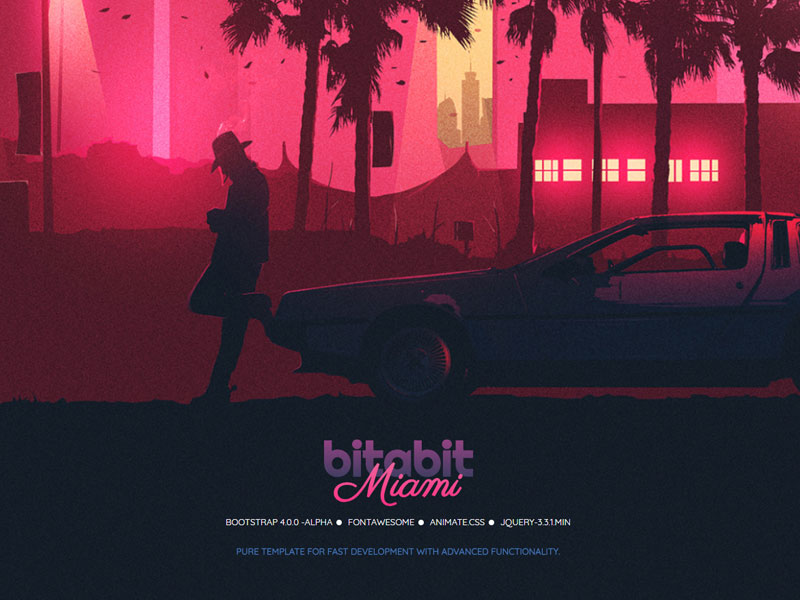 bitabit
Miami
BOOTSTRAP 4.0.0 -ALPHA ● FONTAWESOME ● ANIMATE.CSS ● JQUERY-3.3.1.MIN
PURE TEMPLATE FOR FAST DEVELOPMENT WITH ADVANCED FUNCTIONALITY.